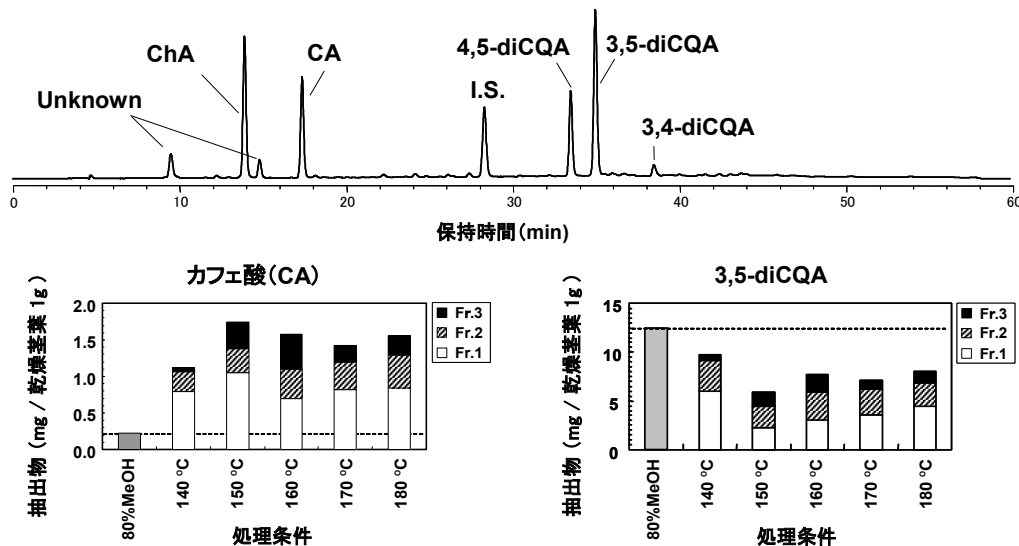 ChA
CA
Unknown
I.S.
4,5-diCQA
3,5-diCQA
3,4-diCQA
0 10 20 30 40 50 60
保持時間(min)
カフェ酸(CA)
抽出物 (mg / 乾燥茎葉 1g)
2.0
1.5
1.0
0.5
0.0
Fr.3
Fr.2
Fr.1
80%MeOH
140 ℃
150 ℃
160 ℃
170 ℃
180 ℃
処理条件
3,5-diCQA
抽出物 (mg / 乾燥茎葉 1g)
15
10
5
0
Fr.3
Fr.2
Fr.1
80%MeOH
140 ℃
150 ℃
160 ℃
170 ℃
180 ℃
処理条件